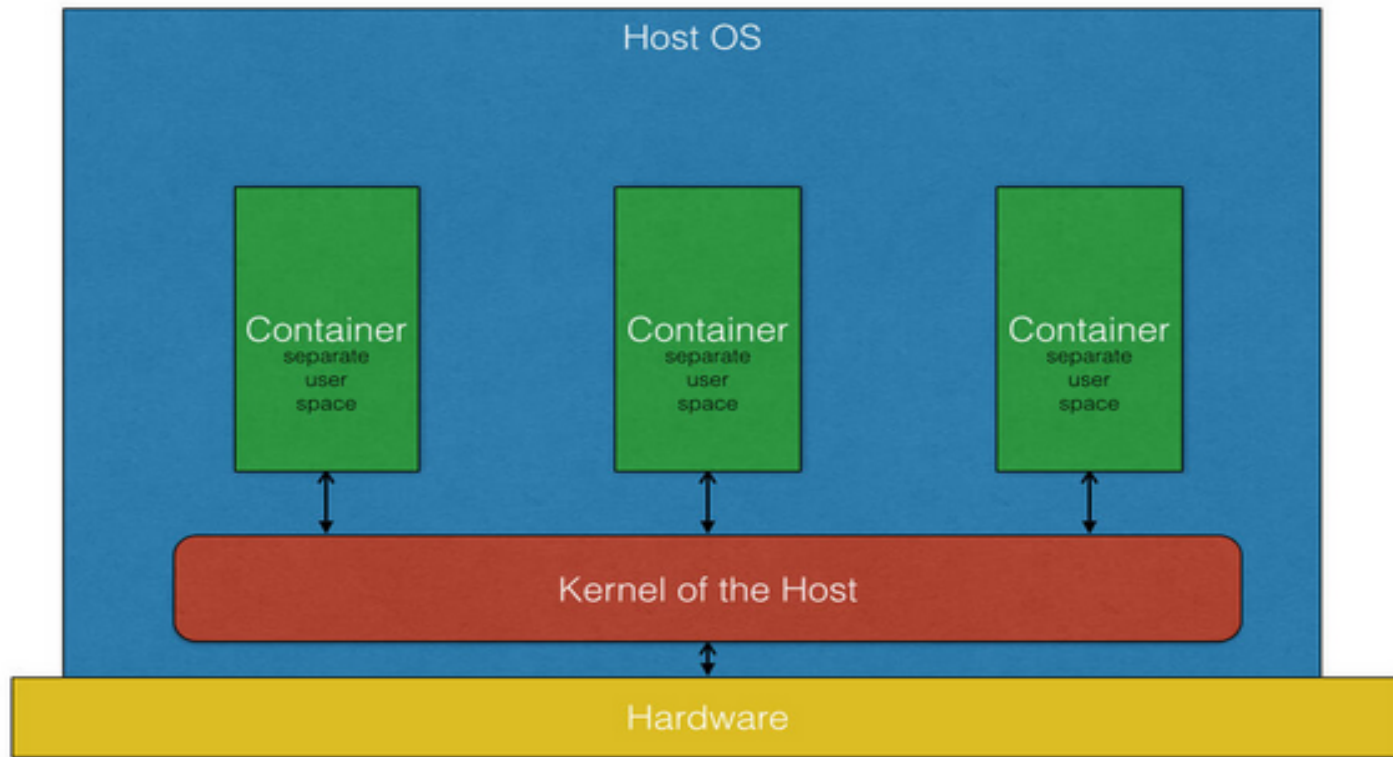 Host OS
Container
separate
user
space
Container
separate
user
space
Container
separate
user
space
Kernel of the Host
Hardware